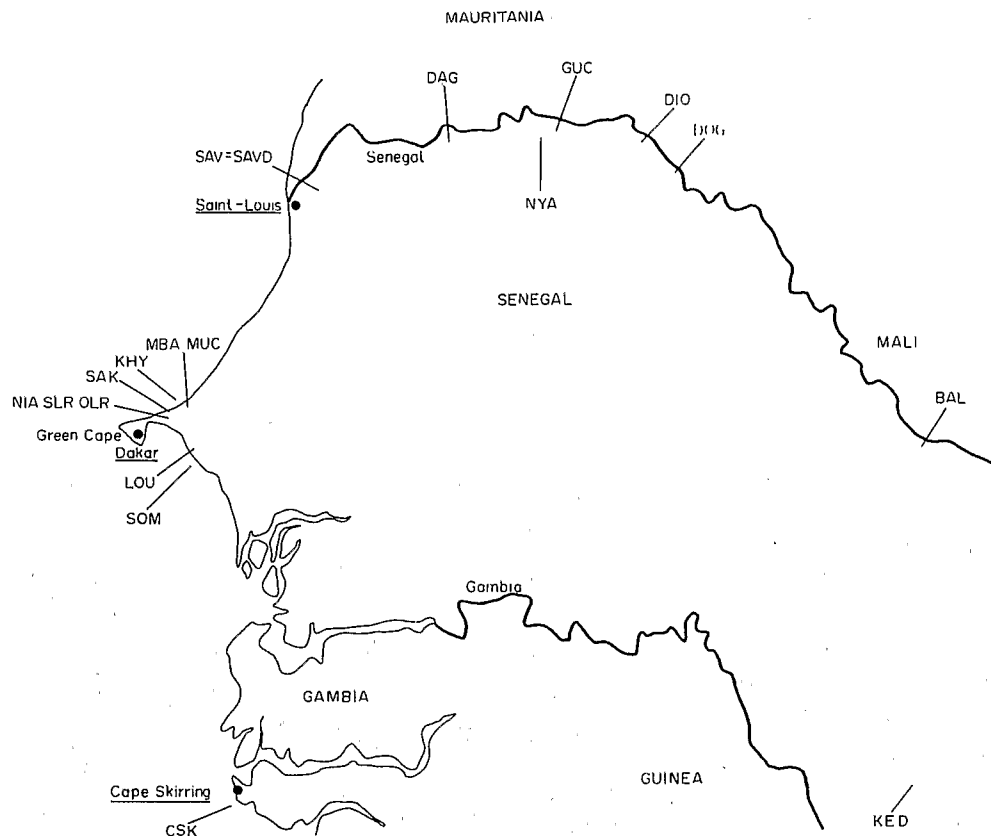 MAURITANIA
GUC
DAG
DIO
DOG
SAV=SAVD
Senegal
NYA
Saint-Louis
SENEGAL
MBA MUC
MALI
KHY
SAK
BAL
NIA SLR OLR
Green Cape
Dakar
LOU
SOM
Gambia
GAMBIA
GUINEA
Cape Skirring
KED
CSK